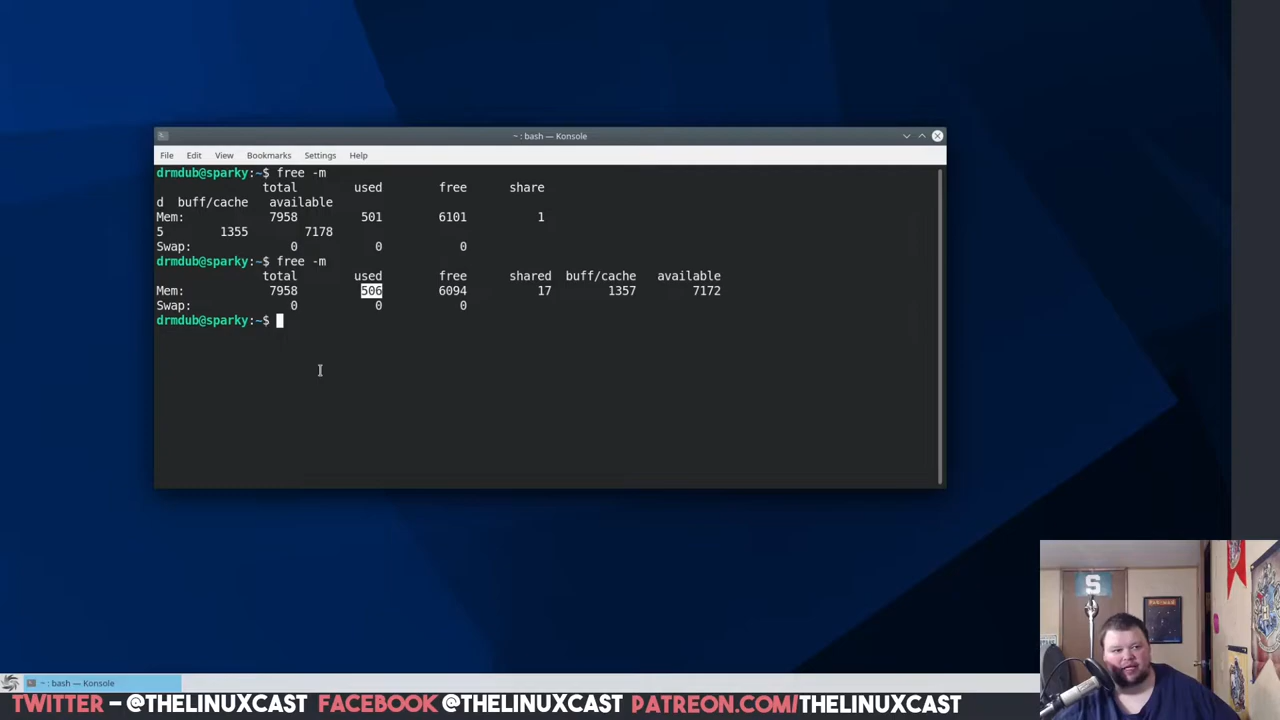 ~ : bash — Konsole
File Edit View Bookmarks Settings Help
drmdub@sparky:~$ free -m
total used free share
d buff/cache available
Mem: 7958 501 6101 1
5 1355 7178
Swap: 0 0 0
drmdub@sparky:~$ free -m
total used free shared buff/cache available
Mem: 7958 506 6094 17 1357 7172
Swap: 0 0 0
drmdub@sparky:~$
S
~ : bash — Konsole
TWITTER – @THELINUXCAST FACEBOOK @THELINUXCAST PATREON.COM/THELINUXCAST